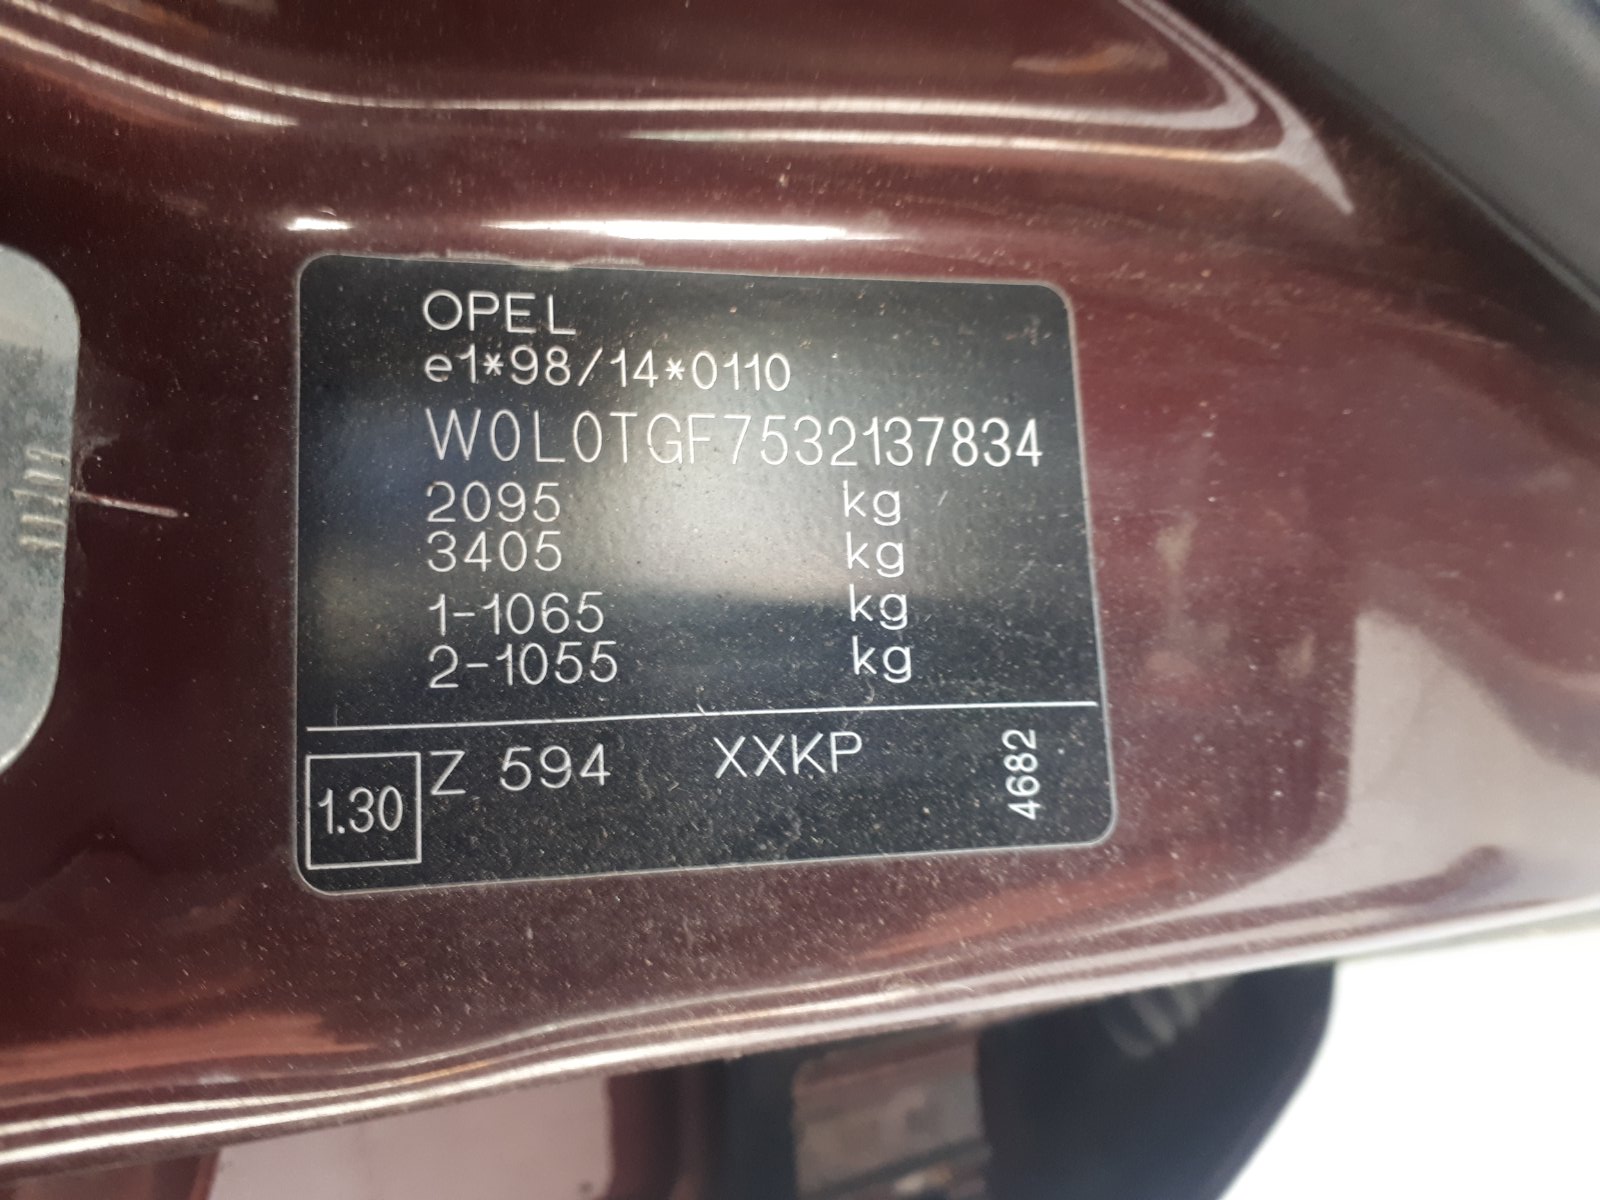 OPEL
e1*98/14*0110
W0L0TGF7532137834
2095 kg
3405 kg
1-1065 kg
2-1055 kg
1.30 Z 594 XXKP 4682